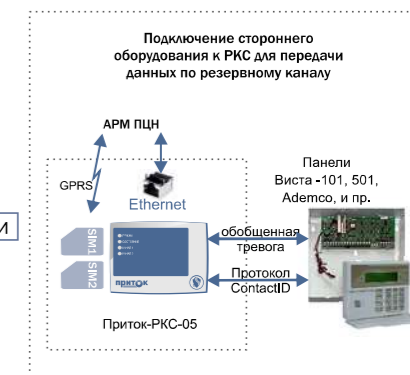 Подключение стороннего
оборудования к РКС для передачи
данных по резервному каналу
АРМ ПЦН
GPRS
Ethernet
Панели
Виста -101, 501,
Ademco, и пр.
и
SIM1
SIM2
приток
обобщенная
тревога
Протокол
ContactID
Приток-РКС-05